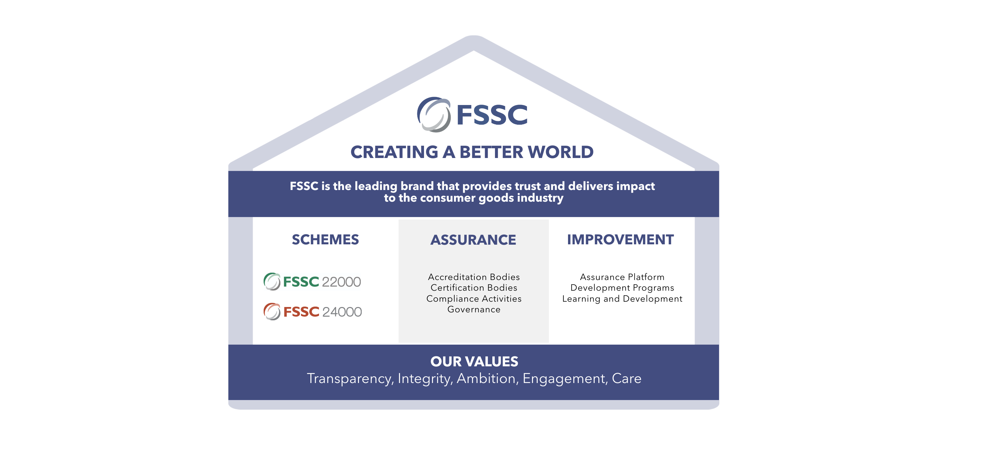 FSSC
CREATING A BETTER WORLD
FSSC is the leading brand that provides trust and delivers impact
to the consumer goods industry
SCHEMES
FSSC 22000
FSSC 24000
ASSURANCE
Accreditation Bodies
Certification Bodies
Compliance Activities
Governance
IMPROVEMENT
Assurance Platform
Development Programs
Learning and Development
OUR VALUES
Transparency, Integrity, Ambition, Engagement, Care